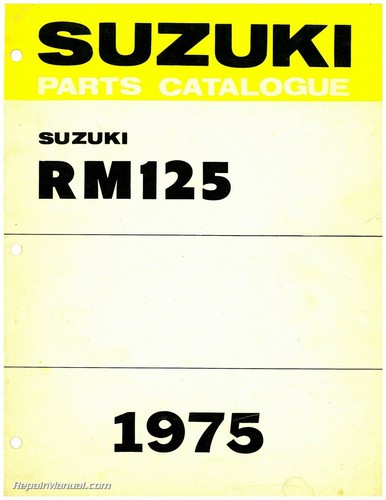 SUZUKI
PARTS CATALOGUE
SUZUKI
RM125
1975
RepairManual.com